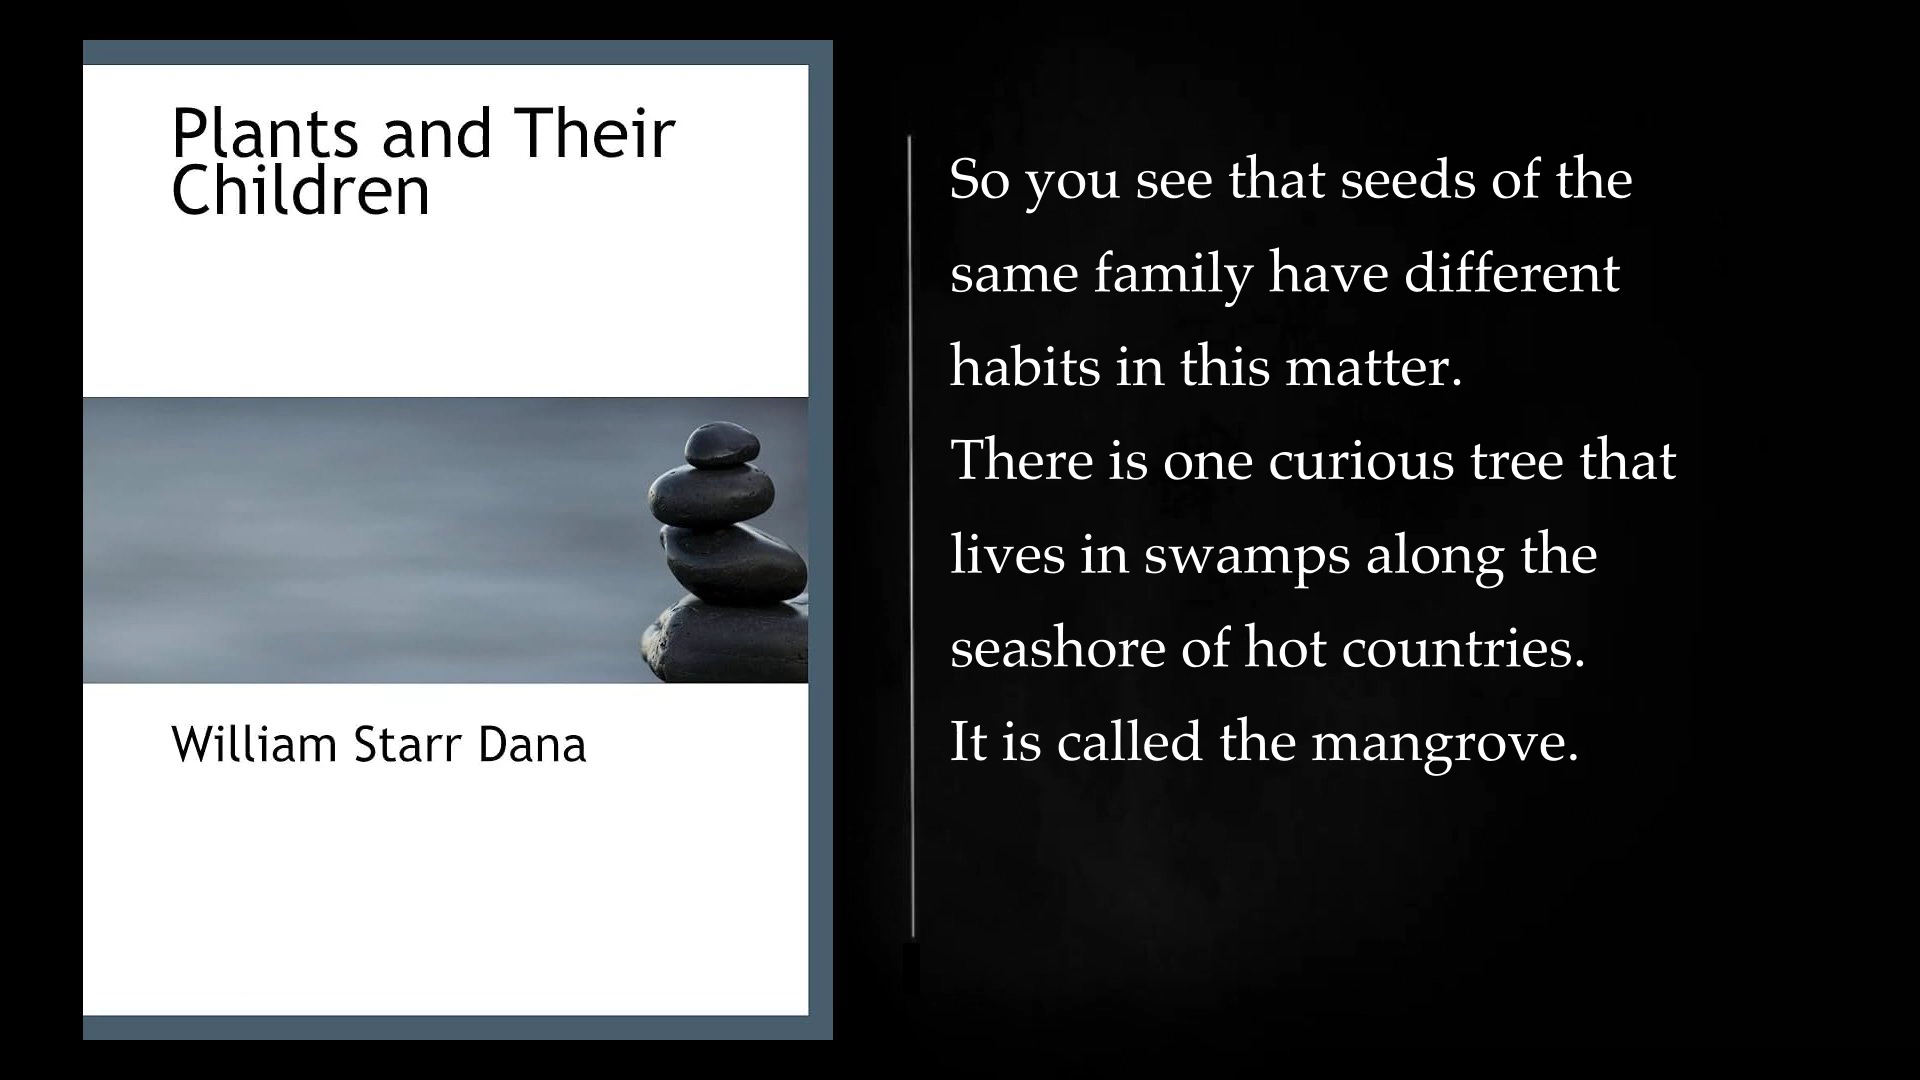 Plants and Their
Children
William Starr Dana
So you see that seeds of the
same family have different
habits in this matter.
There is one curious tree that
lives in swamps along the
seashore of hot countries.
It is called the mangrove.